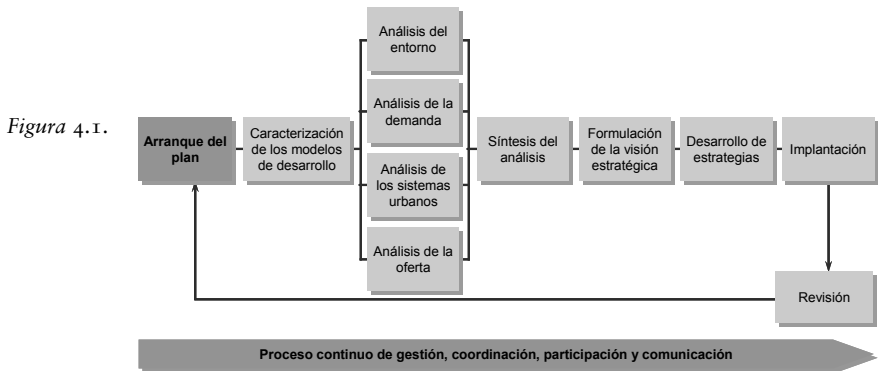 Figura 4.1.
Arranque del
plan
Caracterización
de los modelos
de desarrollo
Análisis del
entorno
Análisis de la
demanda
Análisis de
los sistemas
urbanos
Análisis de la
oferta
Síntesis del
análisis
Formulación
de la visión
estratégica
Desarrollo de
estrategias
Implantación
Revisión
Proceso continuo de gestión, coordinación, participación y comunicación